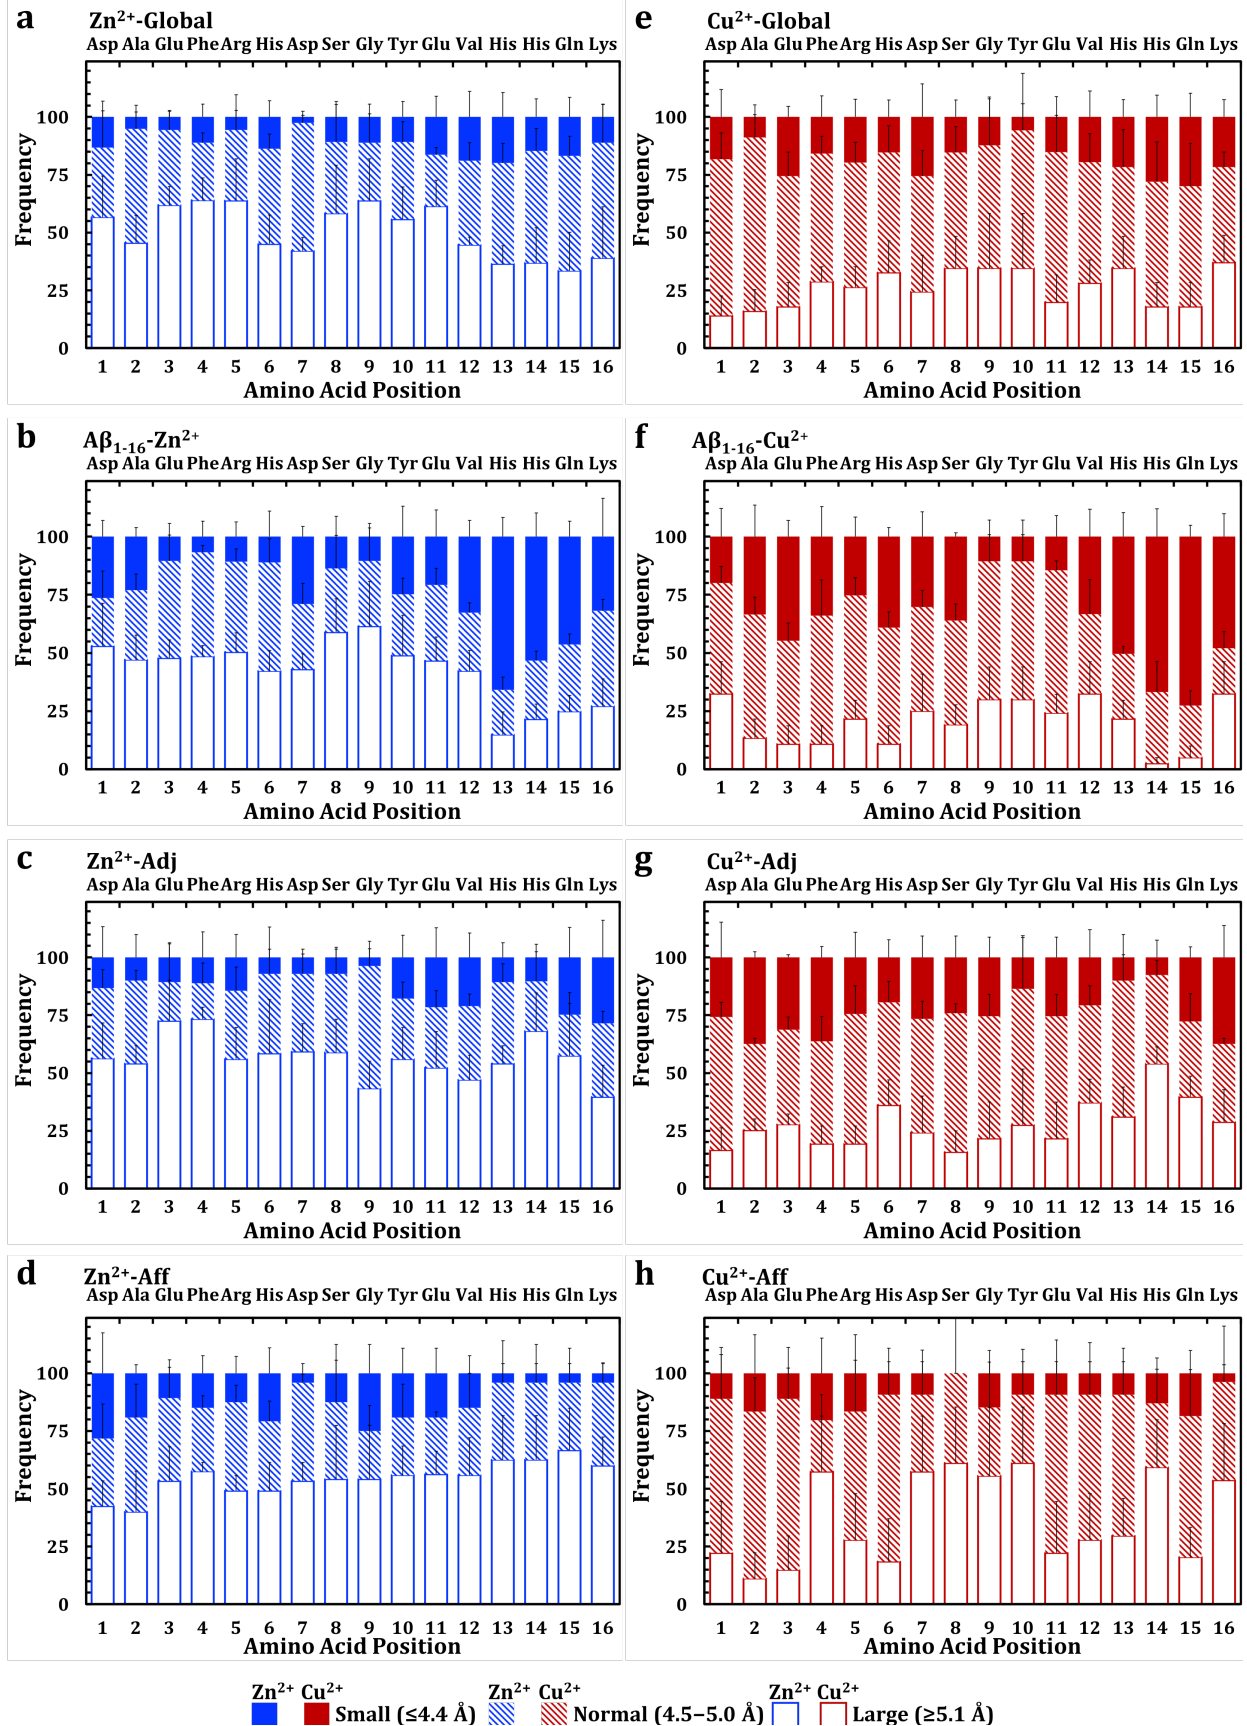 a Zn²⁺-Global
Asp Ala Glu Phe Arg His Asp Ser Gly Tyr Glu Val His His Gln Lys
100
75
50
25
0
Frequency
1 2 3 4 5 6 7 8 9 10 11 12 13 14 15 16
Amino Acid Position
e Cu²⁺-Global
Asp Ala Glu Phe Arg His Asp Ser Gly Tyr Glu Val His His Gln Lys
100
75
50
25
0
Frequency
1 2 3 4 5 6 7 8 9 10 11 12 13 14 15 16
Amino Acid Position
b Aβ₁₋₁₆-Zn²⁺
Asp Ala Glu Phe Arg His Asp Ser Gly Tyr Glu Val His His Gln Lys
100
75
50
25
0
Frequency
1 2 3 4 5 6 7 8 9 10 11 12 13 14 15 16
Amino Acid Position
f Aβ₁₋₁₆-Cu²⁺
Asp Ala Glu Phe Arg His Asp Ser Gly Tyr Glu Val His His Gln Lys
100
75
50
25
0
Frequency
1 2 3 4 5 6 7 8 9 10 11 12 13 14 15 16
Amino Acid Position
c Zn²⁺-Adj
Asp Ala Glu Phe Arg His Asp Ser Gly Tyr Glu Val His His Gln Lys
100
75
50
25
0
Frequency
1 2 3 4 5 6 7 8 9 10 11 12 13 14 15 16
Amino Acid Position
g Cu²⁺-Adj
Asp Ala Glu Phe Arg His Asp Ser Gly Tyr Glu Val His His Gln Lys
100
75
50
25
0
Frequency
1 2 3 4 5 6 7 8 9 10 11 12 13 14 15 16
Amino Acid Position
d Zn²⁺-Aff
Asp Ala Glu Phe Arg His Asp Ser Gly Tyr Glu Val His His Gln Lys
100
75
50
25
0
Frequency
1 2 3 4 5 6 7 8 9 10 11 12 13 14 15 16
Amino Acid Position
h Cu²⁺-Aff
Asp Ala Glu Phe Arg His Asp Ser Gly Tyr Glu Val His His Gln Lys
100
75
50
25
0
Frequency
1 2 3 4 5 6 7 8 9 10 11 12 13 14 15 16
Amino Acid Position
Zn²⁺ Cu²⁺ Zn²⁺ Cu²⁺ Zn²⁺ Cu²⁺
Small (≤4.4 Å) Normal (4.5–5.0 Å) Large (≥5.1 Å)